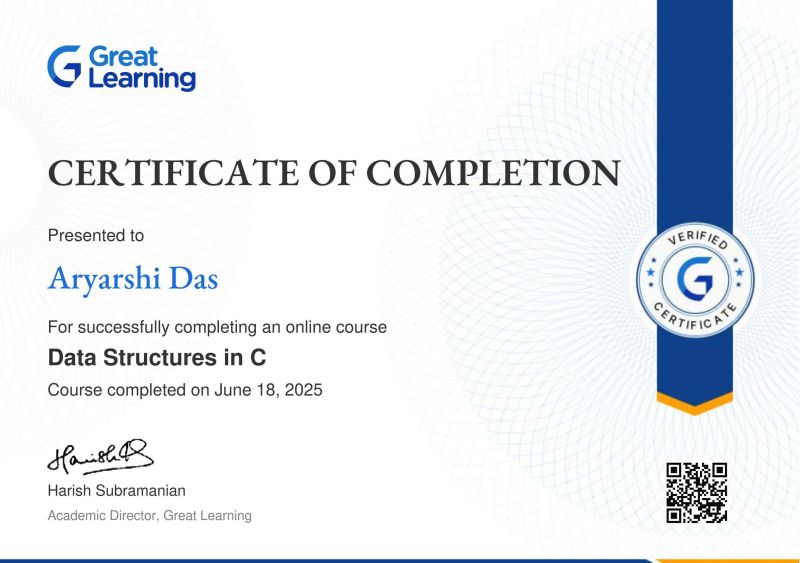 Great
Learning
CERTIFICATE OF COMPLETION
Presented to
Aryarshi Das
For successfully completing an online course
Data Structures in C
Course completed on June 18, 2025
VERIFIED
CERTIFICATE
Harish Subramanian
Academic Director, Great Learning